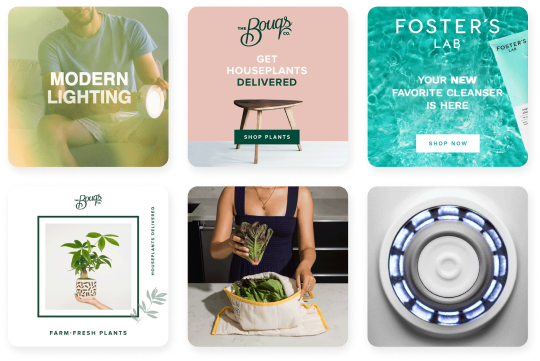 MODERN
LIGHTING
THE Bouqs CO.
GET
HOUSEPLANTS
DELIVERED
SHOP PLANTS
FOSTER'S
LAB
YOUR NEW
FAVORITE CLEANSER
IS HERE
SHOP NOW
FOSTER'S
LAB
Bouqs
HOUSEPLANTS DELIVERED
FARM-FRESH PLANTS